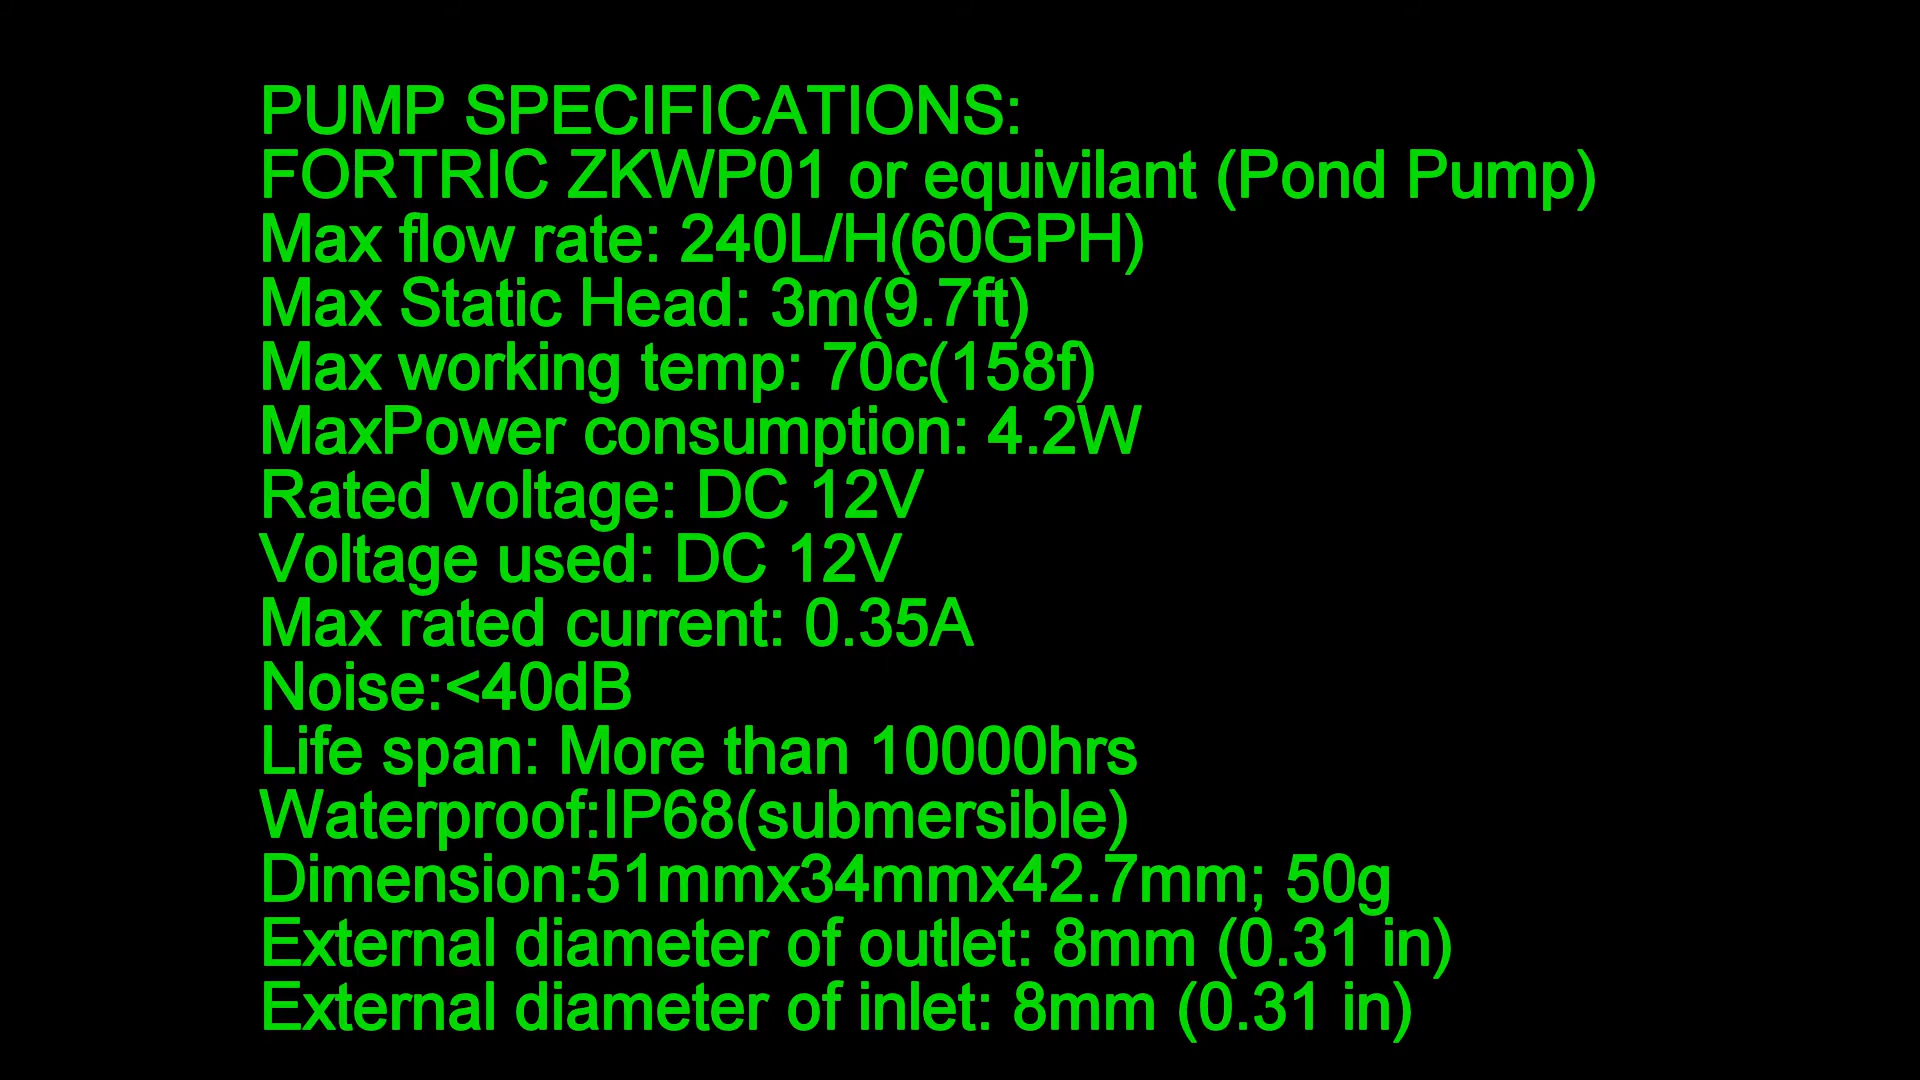 PUMP SPECIFICATIONS:
FORTRIC ZKWP01 or equivilant (Pond Pump)
Max flow rate: 240L/H(60GPH)
Max Static Head: 3m(9.7ft)
Max working temp: 70c(158f)
MaxPower consumption: 4.2W
Rated voltage: DC 12V
Voltage used: DC 12V
Max rated current: 0.35A
Noise:<40dB
Life span: More than 10000hrs
Waterproof:IP68(submersible)
Dimension:51mmx34mmx42.7mm; 50g
External diameter of outlet: 8mm (0.31 in)
External diameter of inlet: 8mm (0.31 in)